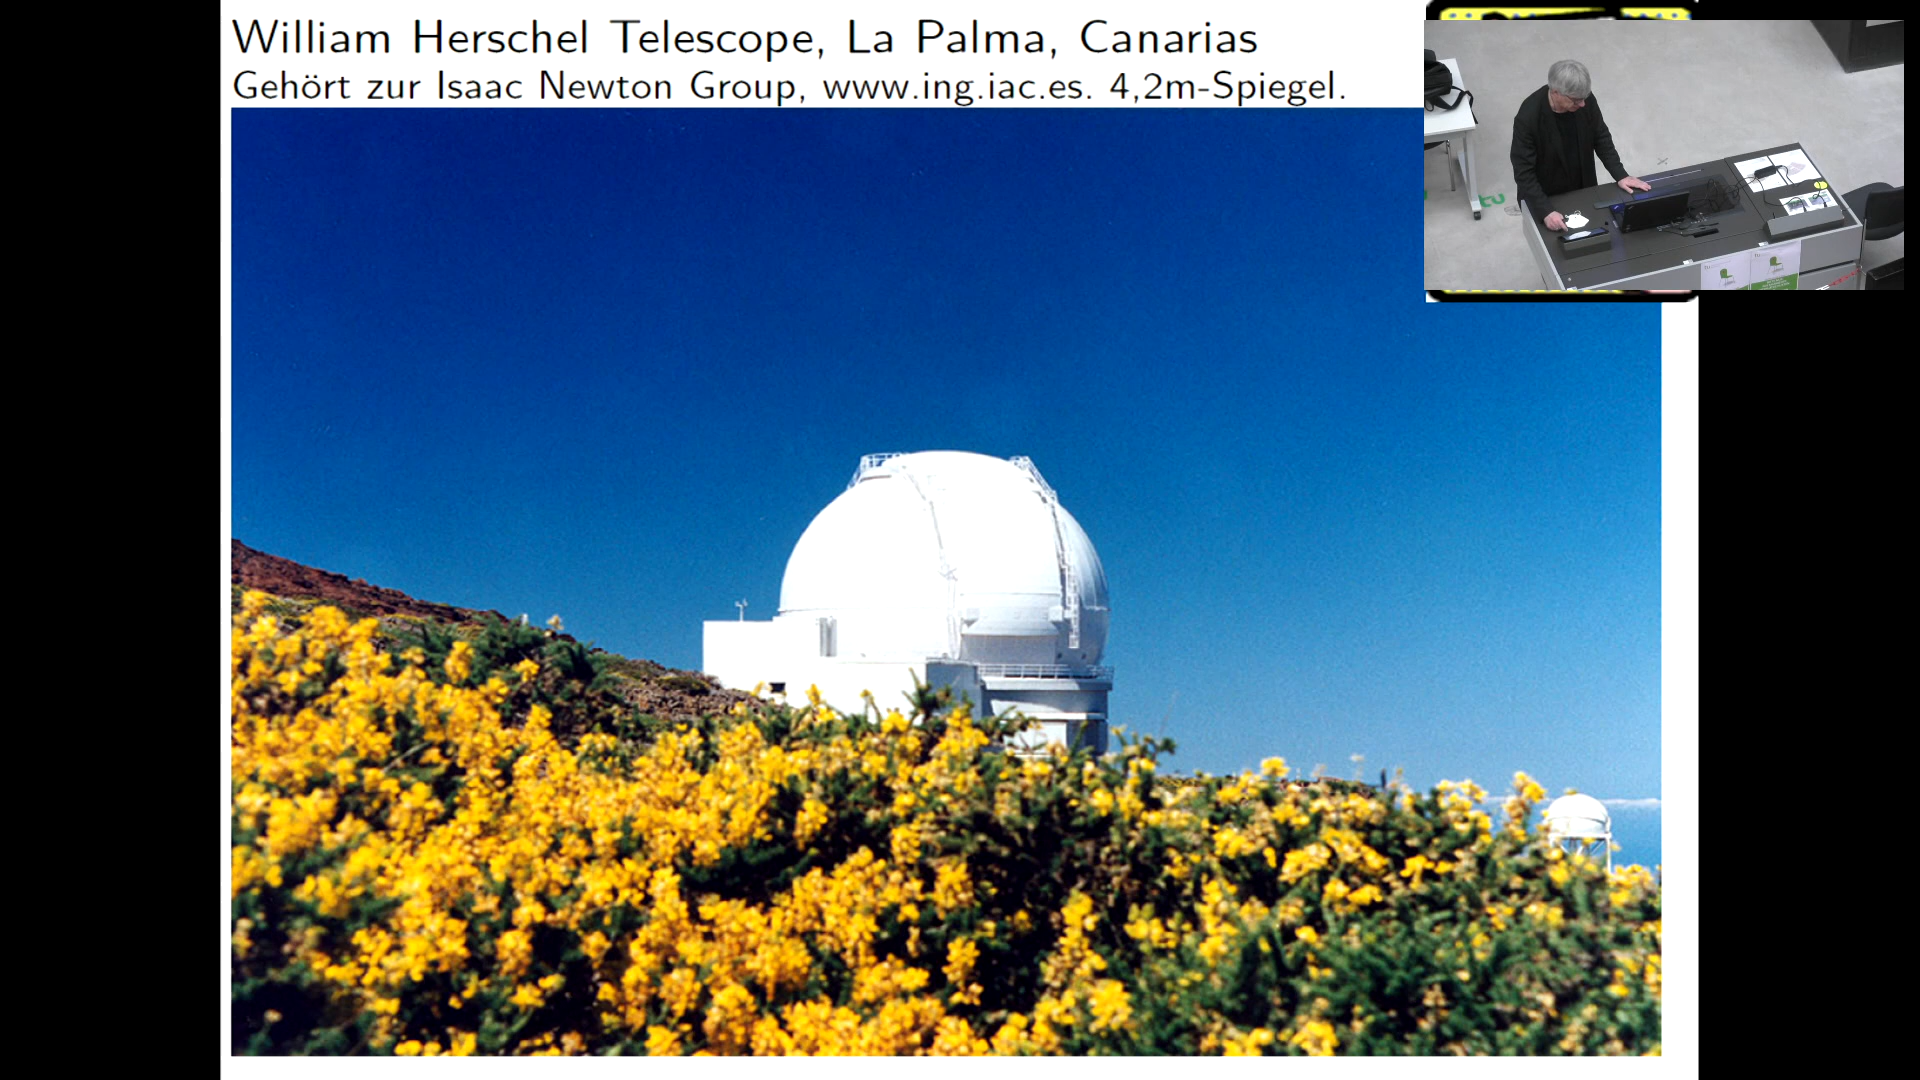 William Herschel Telescope, La Palma, Canarias
Gehört zur Isaac Newton Group, www.ing.iac.es. 4,2m-Spiegel.